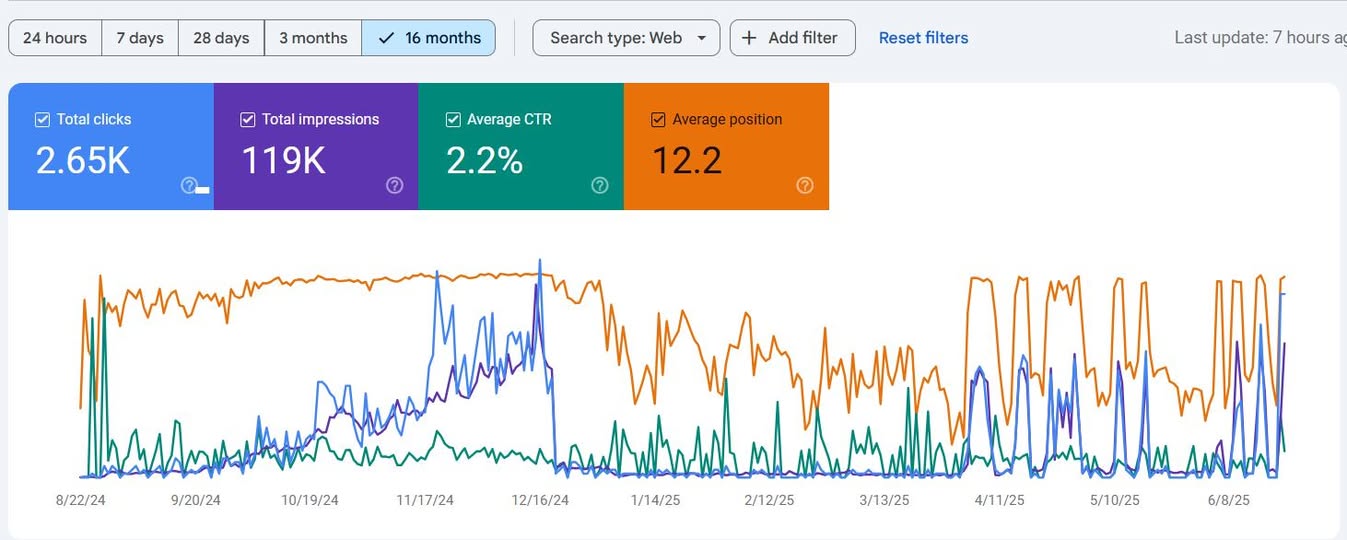 24 hours 7 days 28 days 3 months 16 months Search type: Web Add filter Reset filters Last update: 7 hours ag
Total clicks Total impressions Average CTR Average position
2.65K 119K 2.2% 12.2
8/22/24 9/20/24 10/19/24 11/17/24 12/16/24 1/14/25 2/12/25 3/13/25 4/11/25 5/10/25 6/8/25